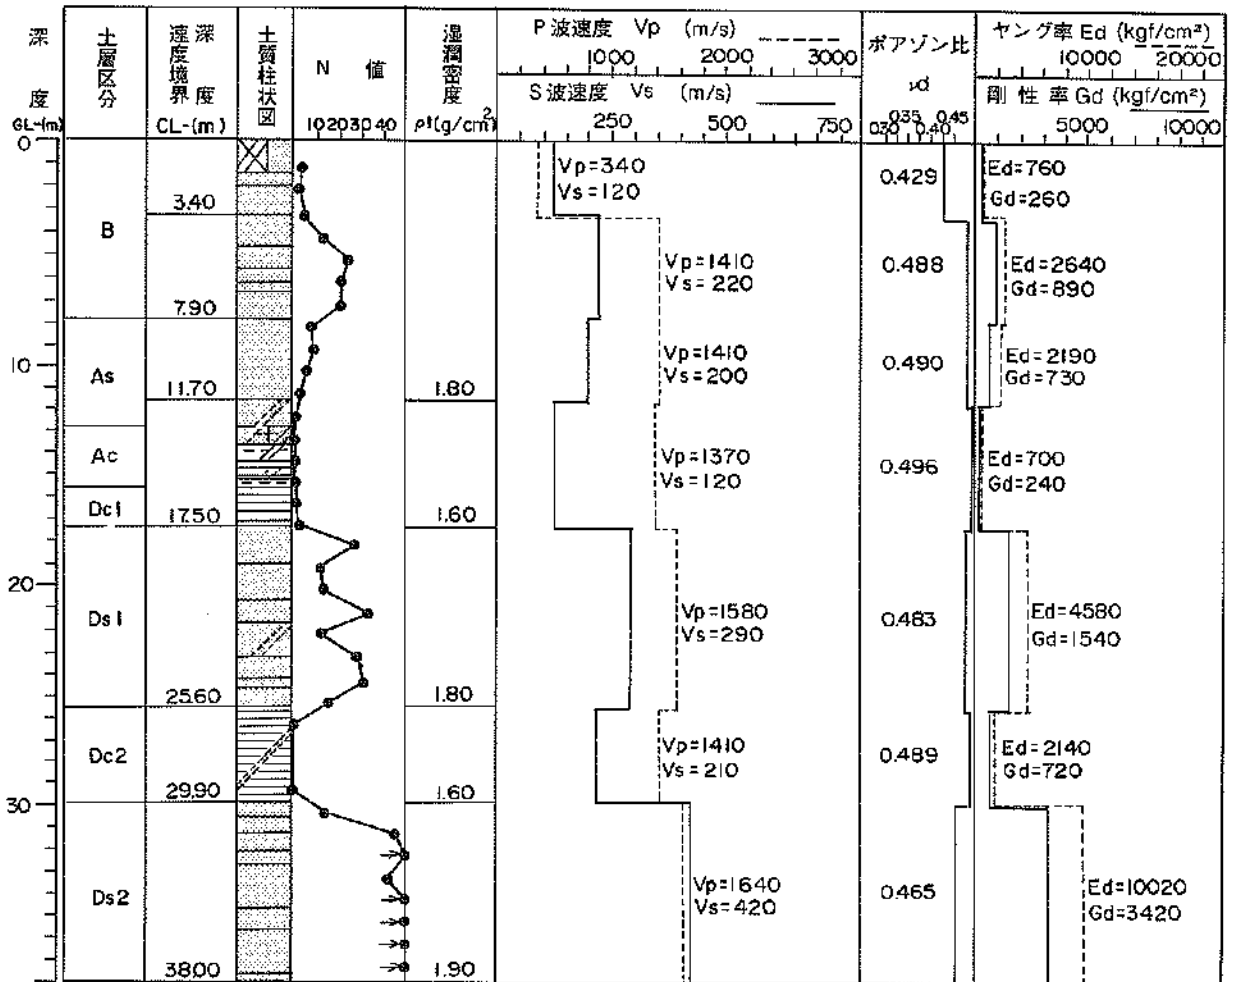 深度
GL-(m)
土層区分
速度境界
深度
CL-(m)
土質柱状図
N 値
10 20 30 40
湿潤密度
ρt(g/cm²)
P波速度 Vp (m/s)
1000 2000 3000
S波速度 Vs (m/s)
250 500 750
ポアゾン比
νd
0.30 0.35 0.40 0.45
ヤング率 Ed (kgf/cm²)
10000 20000
剛性率 Gd (kgf/cm²)
5000 10000
0
10
20
30
B
As
Ac
Dc1
Ds1
Dc2
Ds2
3.40
7.90
11.70
17.50
25.60
29.90
38.00
1.80
1.60
1.80
1.60
1.90
Vp=340
Vs=120
Vp=1410
Vs=220
Vp=1410
Vs=200
Vp=1370
Vs=120
Vp=1580
Vs=290
Vp=1410
Vs=210
Vp=1640
Vs=420
0.429
0.488
0.490
0.496
0.483
0.489
0.465
Ed=760
Gd=260
Ed=2640
Gd=890
Ed=2190
Gd=730
Ed=700
Gd=240
Ed=4580
Gd=1540
Ed=2140
Gd=720
Ed=10020
Gd=3420